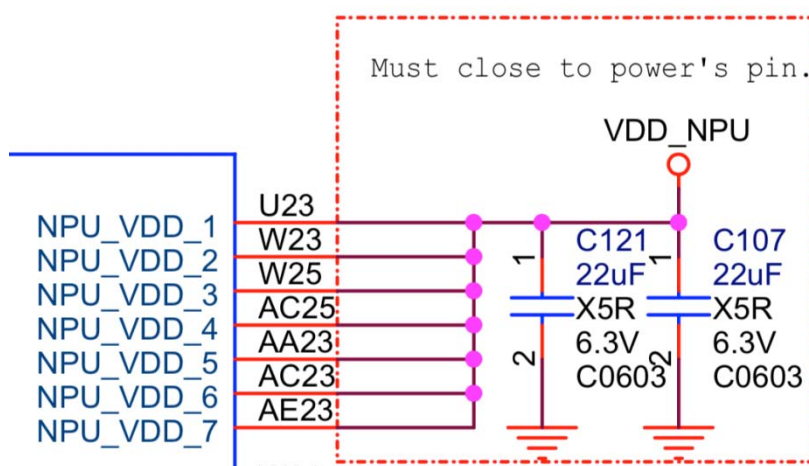 Must close to power's pin.
VDD_NPU
NPU_VDD_1 U23
NPU_VDD_2 W23
NPU_VDD_3 W25
NPU_VDD_4 AC25
NPU_VDD_5 AA23
NPU_VDD_6 AC23
NPU_VDD_7 AE23
1
C121
22uF
X5R
6.3V
C0603
2
1
C107
22uF
X5R
6.3V
C0603
2